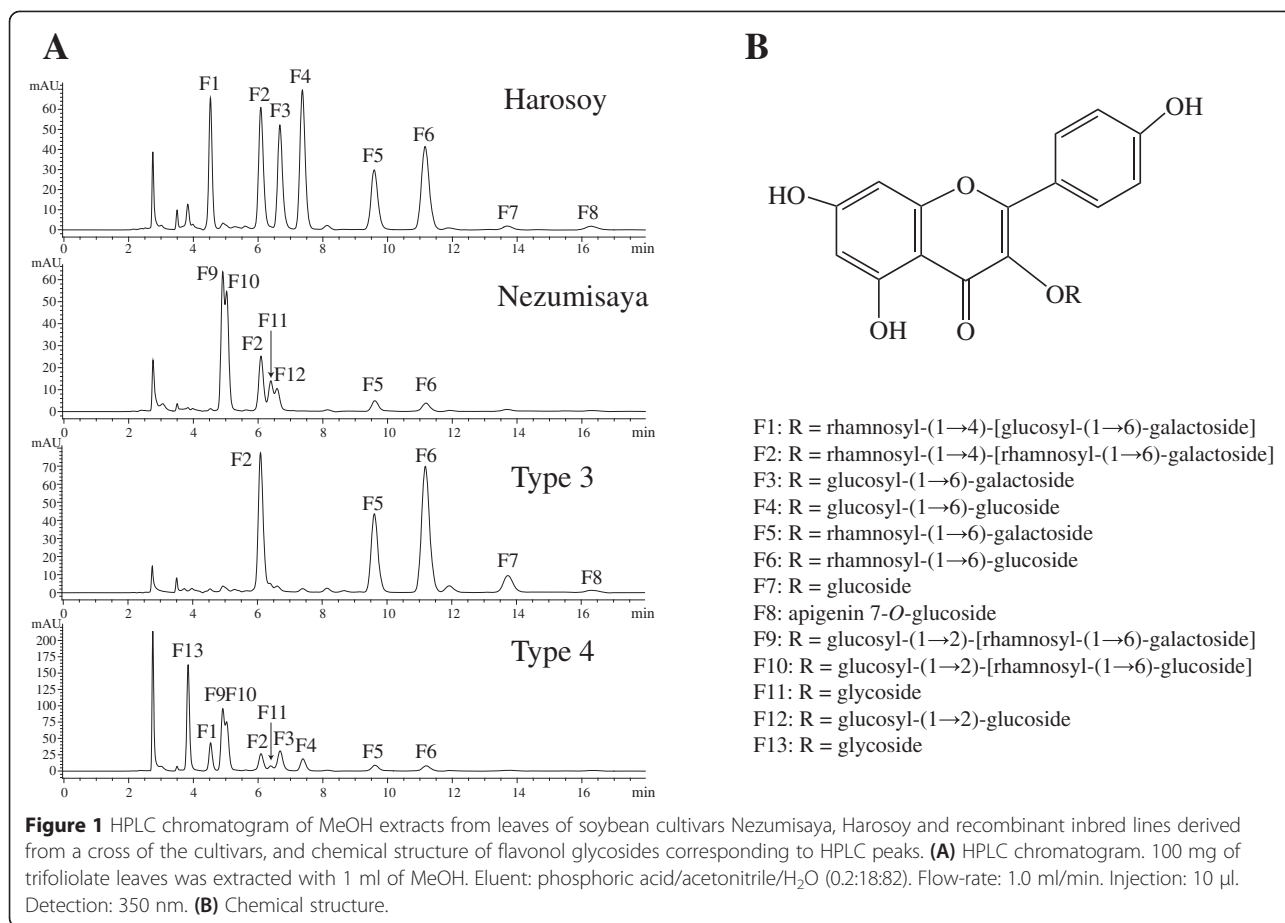 A
mAU
60
50
40
30
20
10
0
F1
F2
F3
F4
F5
F6
F7
F8
Harosoy
0 2 4 6 8 10 12 14 16 min
mAU
60
50
40
30
20
10
0
F9
F10
F11
F2
F12
F5
F6
Nezumisaya
0 2 4 6 8 10 12 14 16 min
mAU
70
60
50
40
30
20
10
0
F2
F5
F6
F7
F8
Type 3
0 2 4 6 8 10 12 14 16 min
mAU
200
175
150
125
100
75
50
25
0
F13
F9F10
F1
F11
F2
F3
F4
F5
F6
Type 4
0 2 4 6 8 10 12 14 16 min
B
OH
HO
O
OR
OH
O
F1: R = rhamnosyl-(1→4)-[glucosyl-(1→6)-galactoside]
F2: R = rhamnosyl-(1→4)-[rhamnosyl-(1→6)-galactoside]
F3: R = glucosyl-(1→6)-galactoside
F4: R = glucosyl-(1→6)-glucoside
F5: R = rhamnosyl-(1→6)-galactoside
F6: R = rhamnosyl-(1→6)-glucoside
F7: R = glucoside
F8: apigenin 7-O-glucoside
F9: R = glucosyl-(1→2)-[rhamnosyl-(1→6)-galactoside]
F10: R = glucosyl-(1→2)-[rhamnosyl-(1→6)-glucoside]
F11: R = glycoside
F12: R = glucosyl-(1→2)-glucoside
F13: R = glycoside
Figure 1 HPLC chromatogram of MeOH extracts from leaves of soybean cultivars Nezumisaya, Harosoy and recombinant inbred lines derived
from a cross of the cultivars, and chemical structure of flavonol glycosides corresponding to HPLC peaks. (A) HPLC chromatogram. 100 mg of
trifoliolate leaves was extracted with 1 ml of MeOH. Eluent: phosphoric acid/acetonitrile/H₂O (0.2:18:82). Flow-rate: 1.0 ml/min. Injection: 10 μl.
Detection: 350 nm. (B) Chemical structure.